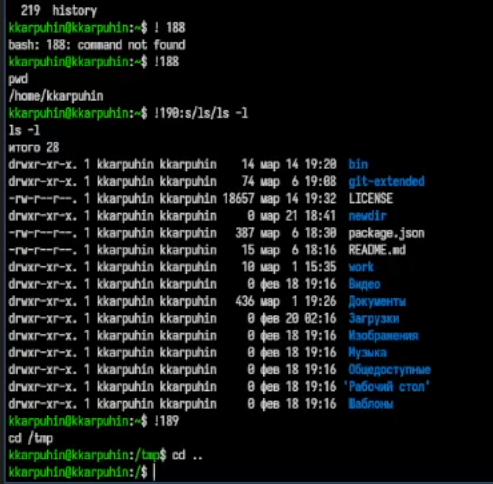 219  history
kkarpuhin@kkarpuhin:~$ ! 188
bash: 188: command not found
kkarpuhin@kkarpuhin:~$ !188
pwd
/home/kkarpuhin
kkarpuhin@kkarpuhin:~$ !190:s/ls/ls -l
ls -l
итого 28
drwxr-xr-x. 1 kkarpuhin kkarpuhin    14 мар 14 19:20  bin
drwxr-xr-x. 1 kkarpuhin kkarpuhin    74 мар  6 19:08  git-extended
-rw-r--r--. 1 kkarpuhin kkarpuhin 18657 мар 14 19:32  LICENSE
drwxr-xr-x. 1 kkarpuhin kkarpuhin     0 мар 21 18:41  newdir
-rw-r--r--. 1 kkarpuhin kkarpuhin   387 мар  6 18:30  package.json
-rw-r--r--. 1 kkarpuhin kkarpuhin    15 мар  6 18:16  README.md
drwxr-xr-x. 1 kkarpuhin kkarpuhin    10 мар  1 15:35  work
drwxr-xr-x. 1 kkarpuhin kkarpuhin     0 фев 18 19:16  Видео
drwxr-xr-x. 1 kkarpuhin kkarpuhin   436 мар  1 19:26  Документы
drwxr-xr-x. 1 kkarpuhin kkarpuhin     0 фев 20 02:16  Загрузки
drwxr-xr-x. 1 kkarpuhin kkarpuhin     0 фев 18 19:16  Изображения
drwxr-xr-x. 1 kkarpuhin kkarpuhin     0 фев 18 19:16  Музыка
drwxr-xr-x. 1 kkarpuhin kkarpuhin     0 фев 18 19:16  Общедоступные
drwxr-xr-x. 1 kkarpuhin kkarpuhin     0 фев 18 19:16 'Рабочий стол'
drwxr-xr-x. 1 kkarpuhin kkarpuhin     0 фев 18 19:16  Шаблоны
kkarpuhin@kkarpuhin:~$ !189
cd /tmp
kkarpuhin@kkarpuhin:/tmp$ cd ..
kkarpuhin@kkarpuhin:/$